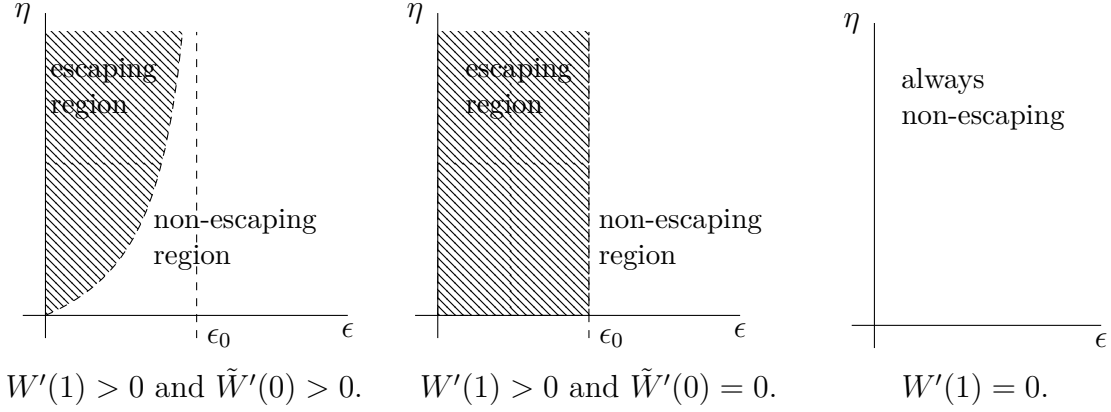 η
escaping
region
non-escaping
region
ϵ₀
ϵ
W′(1) > 0 and W̃′(0) > 0.
η
escaping
region
non-escaping
region
ϵ₀
ϵ
W′(1) > 0 and W̃′(0) = 0.
η
always
non-escaping
ϵ
W′(1) = 0.